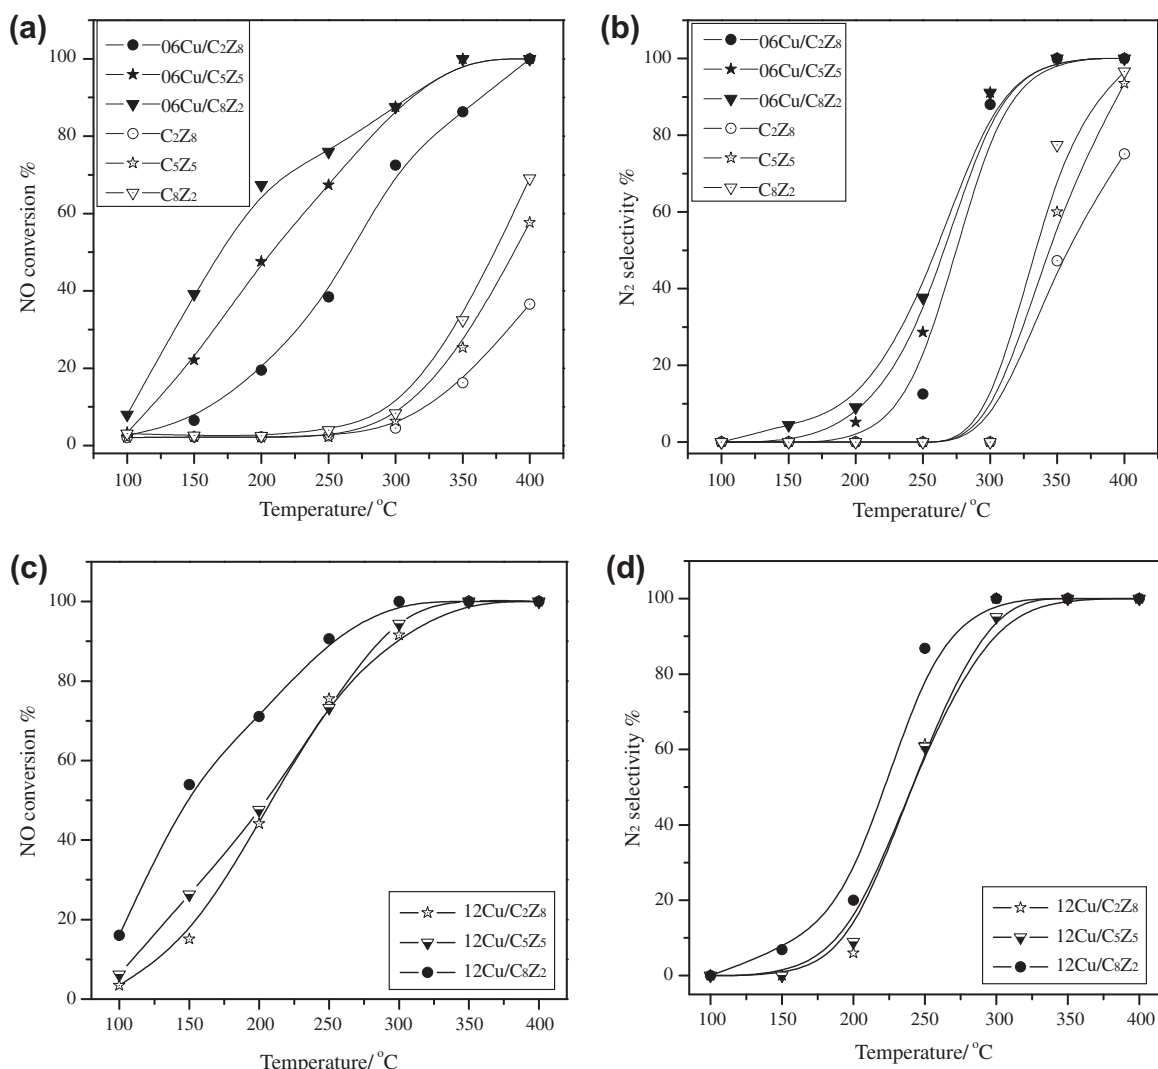 (a)
06Cu/C2Z8
06Cu/C5Z5
06Cu/C8Z2
C2Z8
C5Z5
C8Z2
NO conversion %
100
80
60
40
20
0
100 150 200 250 300 350 400
Temperature/ °C
(b)
06Cu/C2Z8
06Cu/C5Z5
06Cu/C8Z2
C2Z8
C5Z5
C8Z2
N2 selectivity %
100
80
60
40
20
0
100 150 200 250 300 350 400
Temperature/ °C
(c)
NO conversion %
100
80
60
40
20
0
12Cu/C2Z8
12Cu/C5Z5
12Cu/C8Z2
100 150 200 250 300 350 400
Temperature/ °C
(d)
N2 selectivity %
100
80
60
40
20
0
12Cu/C2Z8
12Cu/C5Z5
12Cu/C8Z2
100 150 200 250 300 350 400
Temperature/ °C